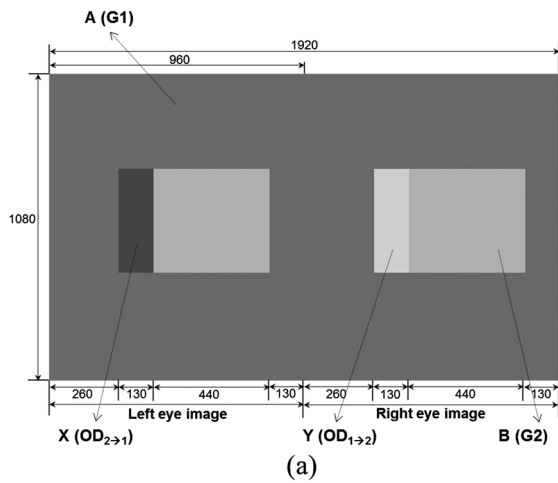 A (G1)
1920
960
1080
260 130 440 130 260 130 440 130
Left eye image Right eye image
X (OD2→1) Y (OD1→2) B (G2)
(a)